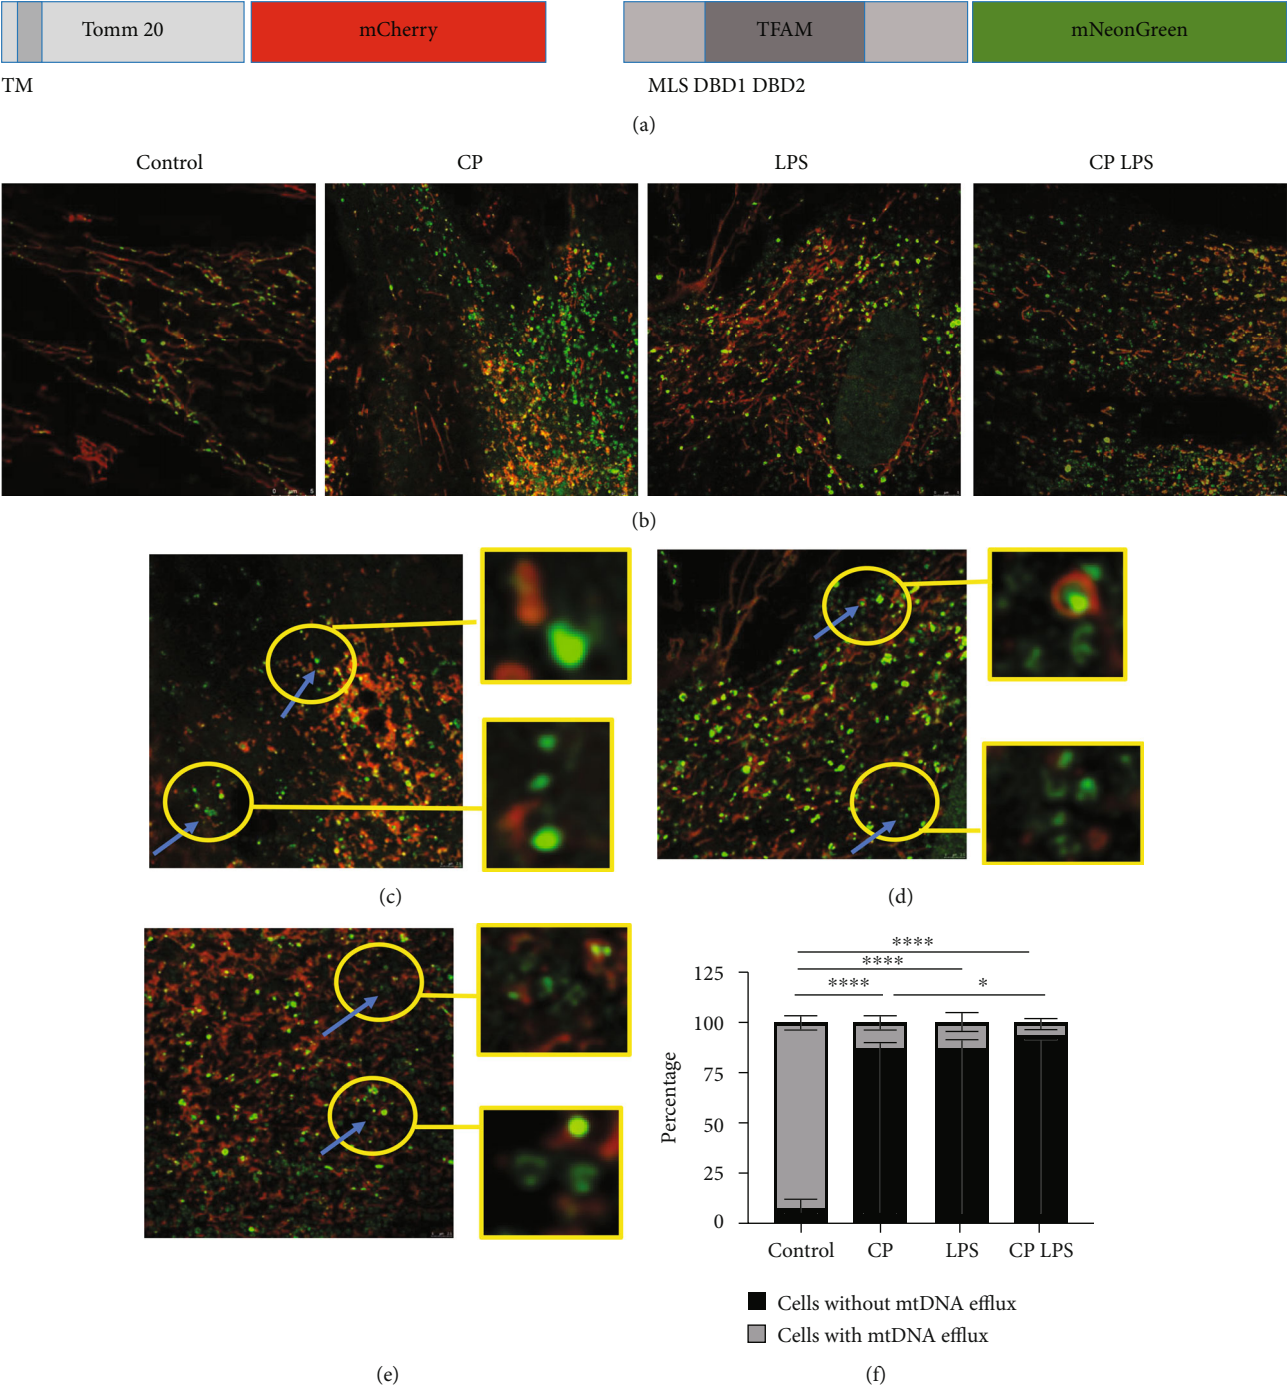 Tomm 20
mCherry
TFAM
mNeonGreen
TM
MLS DBD1 DBD2
(a)
Control
CP
LPS
CP LPS
(b)
(c)
(d)
(e)
****
****
****
*
125
100
75
50
25
0
Percentage
Control
CP
LPS
CP LPS
Cells without mtDNA efflux
Cells with mtDNA efflux
(f)